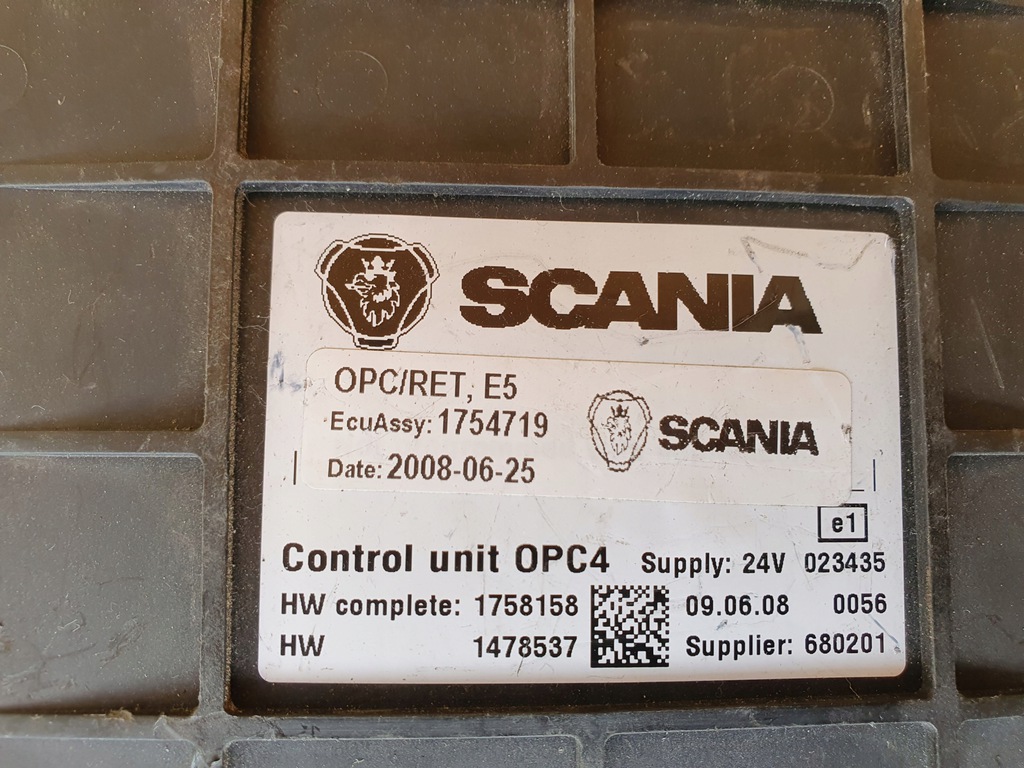 SCANIA
OPC/RET, E5
EcuAssy: 1754719
SCANIA
Date: 2008-06-25
e1
Control unit OPC4 Supply: 24V 023435
HW complete: 1758158 09.06.08 0056
HW 1478537 Supplier: 680201